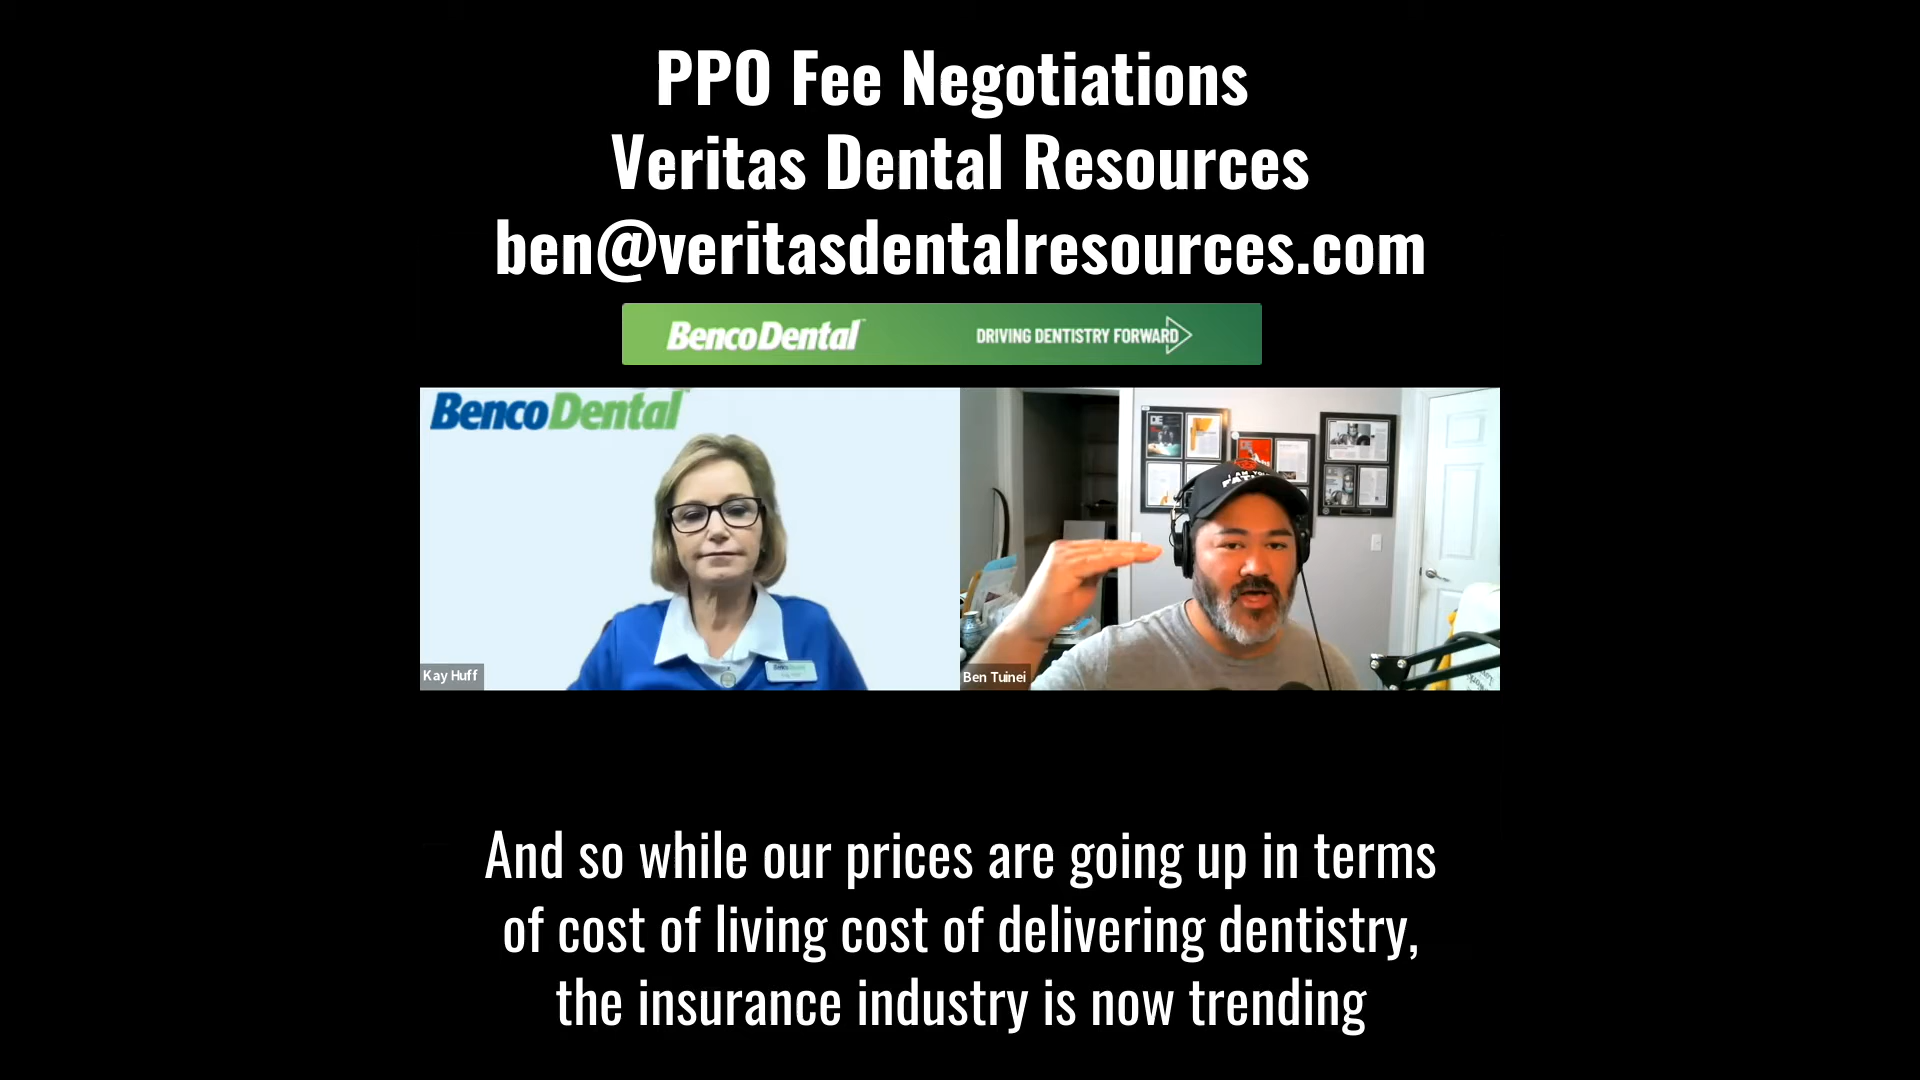 PPO Fee Negotiations
Veritas Dental Resources
ben@veritasdentalresources.com
BencoDental™ DRIVING DENTISTRY FORWARD
BencoDental
Kay Huff
Ben Tuinei
And so while our prices are going up in terms
of cost of living cost of delivering dentistry,
the insurance industry is now trending